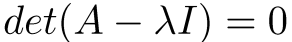 det(A − λI) = 0